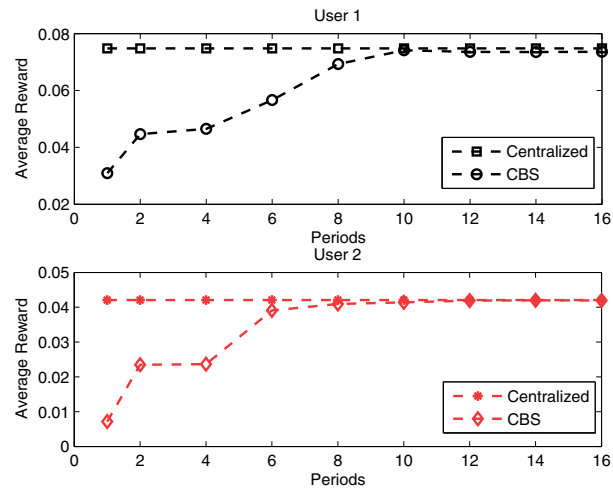 User 1
Average Reward
0.08
0.06
0.04
0.02
0 2 4 6 8 10 12 14 16
Periods
Centralized
CBS
User 2
Average Reward
0.05
0.04
0.03
0.02
0.01
0
0 2 4 6 8 10 12 14 16
Periods
Centralized
CBS